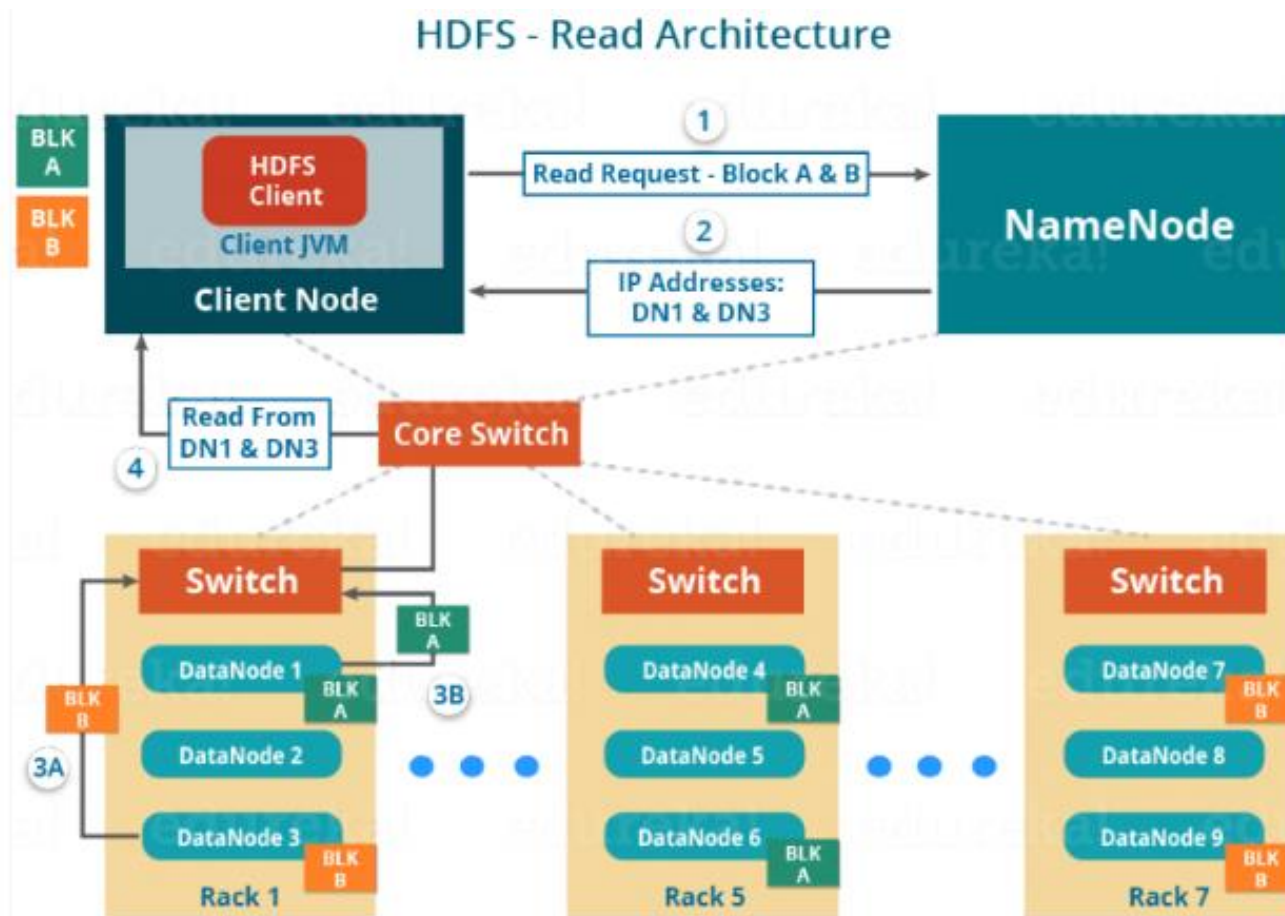 HDFS - Read Architecture
BLK
A
BLK
B
HDFS
Client
Client JVM
Client Node
1
Read Request - Block A & B
2
IP Addresses:
DN1 & DN3
NameNode
Read From
DN1 & DN3
4
Core Switch
Switch
BLK
A
DataNode 1
BLK
A
3B
BLK
B
3A
DataNode 2
DataNode 3
BLK
B
Rack 1
Switch
DataNode 4
BLK
A
DataNode 5
DataNode 6
BLK
A
Rack 5
Switch
DataNode 7
BLK
B
DataNode 8
DataNode 9
BLK
B
Rack 7